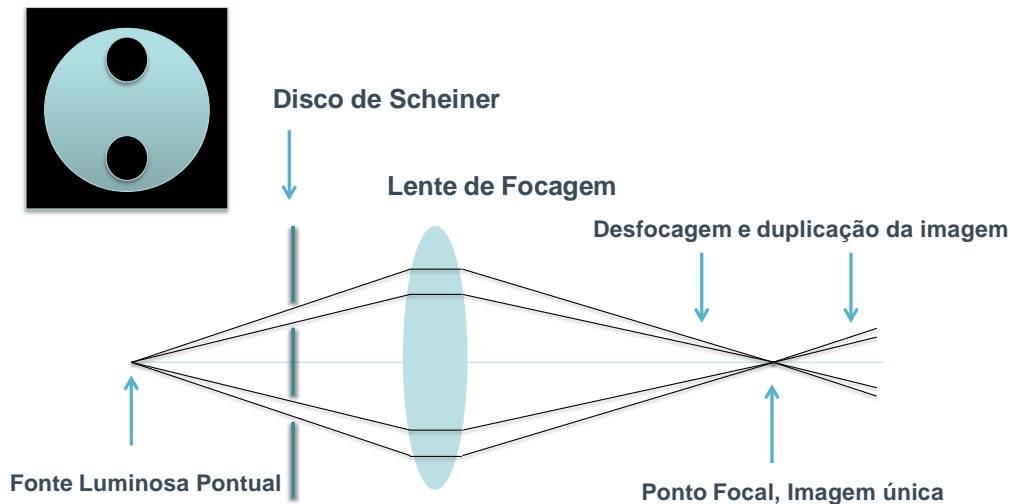 Disco de Scheiner
Lente de Focagem
Desfocagem e duplicação da imagem
Fonte Luminosa Pontual
Ponto Focal, Imagem única